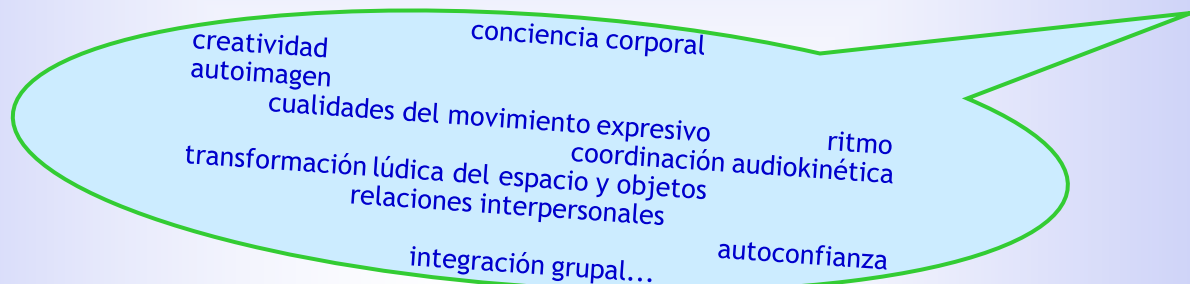 conciencia corporal
creatividad
autoimagen
cualidades del movimiento expresivo
ritmo
coordinación audiokinética
transformación lúdica del espacio y objetos
relaciones interpersonales
autoconfianza
integración grupal...